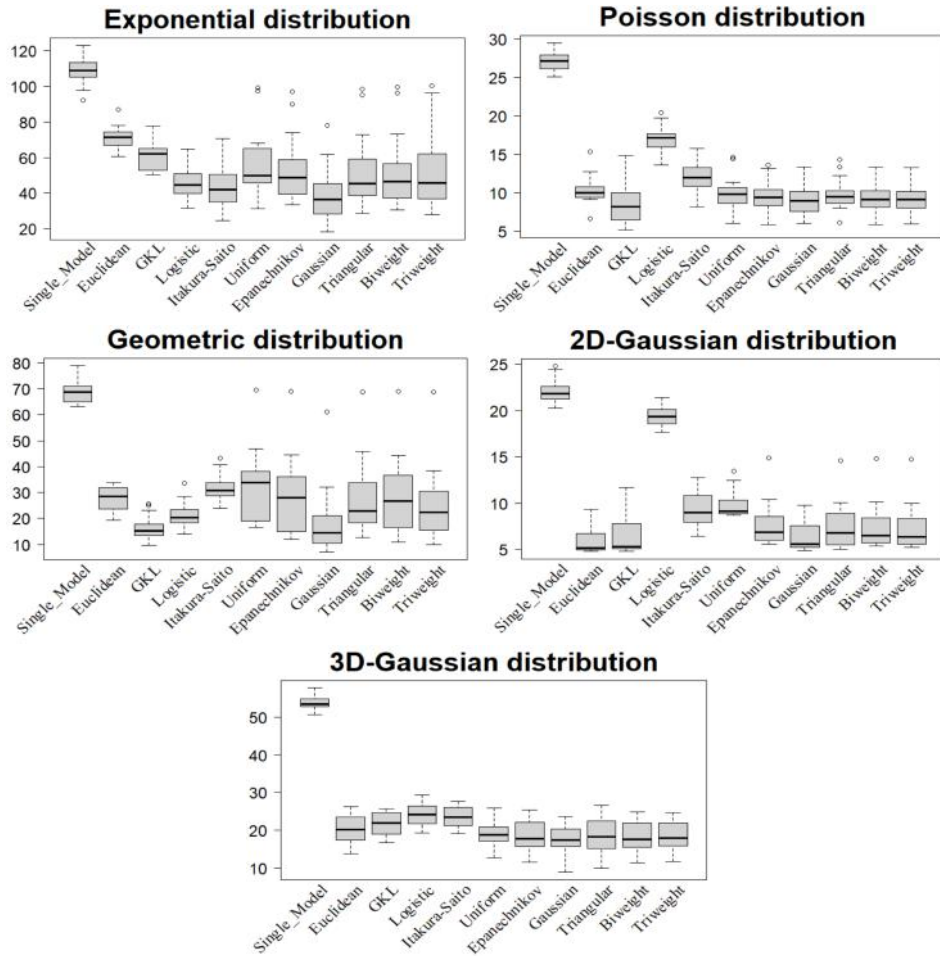 Exponential distribution
120
100
80
60
40
20
Single_Model
Euclidean
GKL
Logistic
Itakura-Saito
Uniform
Epanechnikov
Gaussian
Triangular
Biweight
Triweight
Poisson distribution
30
25
20
15
10
5
Single_Model
Euclidean
GKL
Logistic
Itakura-Saito
Uniform
Epanechnikov
Gaussian
Triangular
Biweight
Triweight
Geometric distribution
80
70
60
50
40
30
20
10
Single_Model
Euclidean
GKL
Logistic
Itakura-Saito
Uniform
Epanechnikov
Gaussian
Triangular
Biweight
Triweight
2D-Gaussian distribution
25
20
15
10
5
Single_Model
Euclidean
GKL
Logistic
Itakura-Saito
Uniform
Epanechnikov
Gaussian
Triangular
Biweight
Triweight
3D-Gaussian distribution
50
40
30
20
10
Single_Model
Euclidean
GKL
Logistic
Itakura-Saito
Uniform
Epanechnikov
Gaussian
Triangular
Biweight
Triweight